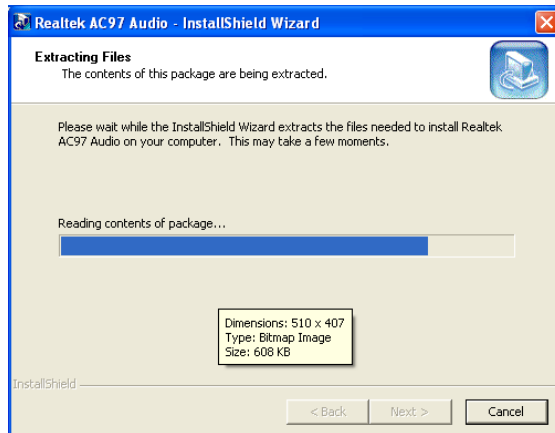 Realtek AC97 Audio - InstallShield Wizard
Extracting Files
The contents of this package are being extracted.
Please wait while the InstallShield Wizard extracts the files needed to install Realtek
AC97 Audio on your computer. This may take a few moments.
Reading contents of package...
Dimensions: 510 x 407
Type: Bitmap Image
Size: 608 KB
InstallShield
< Back
Next >
Cancel